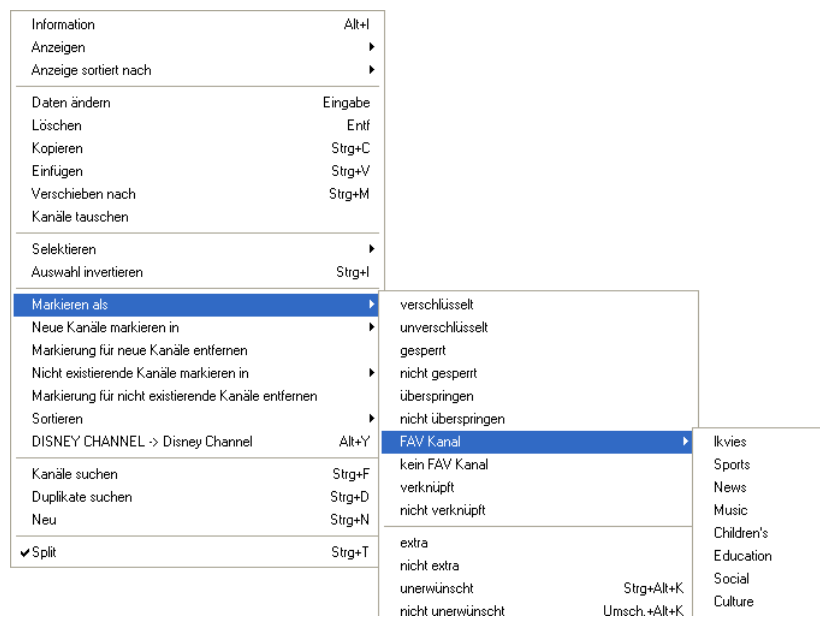 Information Alt+I
Anzeigen
Anzeige sortiert nach
Daten ändern Eingabe
Löschen Entf
Kopieren Strg+C
Einfügen Strg+V
Verschieben nach Strg+M
Kanäle tauschen
Selektieren
Auswahl invertieren Strg+I
Markieren als
Neue Kanäle markieren in
Markierung für neue Kanäle entfernen
Nicht existierende Kanäle markieren in
Markierung für nicht existierende Kanäle entfernen
Sortieren
DISNEY CHANNEL -> Disney Channel Alt+Y
Kanäle suchen Strg+F
Duplikate suchen Strg+D
Neu Strg+N
Split Strg+T
verschlüsselt
unverschlüsselt
gesperrt
nicht gesperrt
überspringen
nicht überspringen
FAV Kanal
kein FAV Kanal
verknüpft
nicht verknüpft
extra
nicht extra
unerwünscht Strg+Alt+K
nicht unerwünscht Umsch.+Alt+K
Ikvies
Sports
News
Music
Children's
Education
Social
Culture